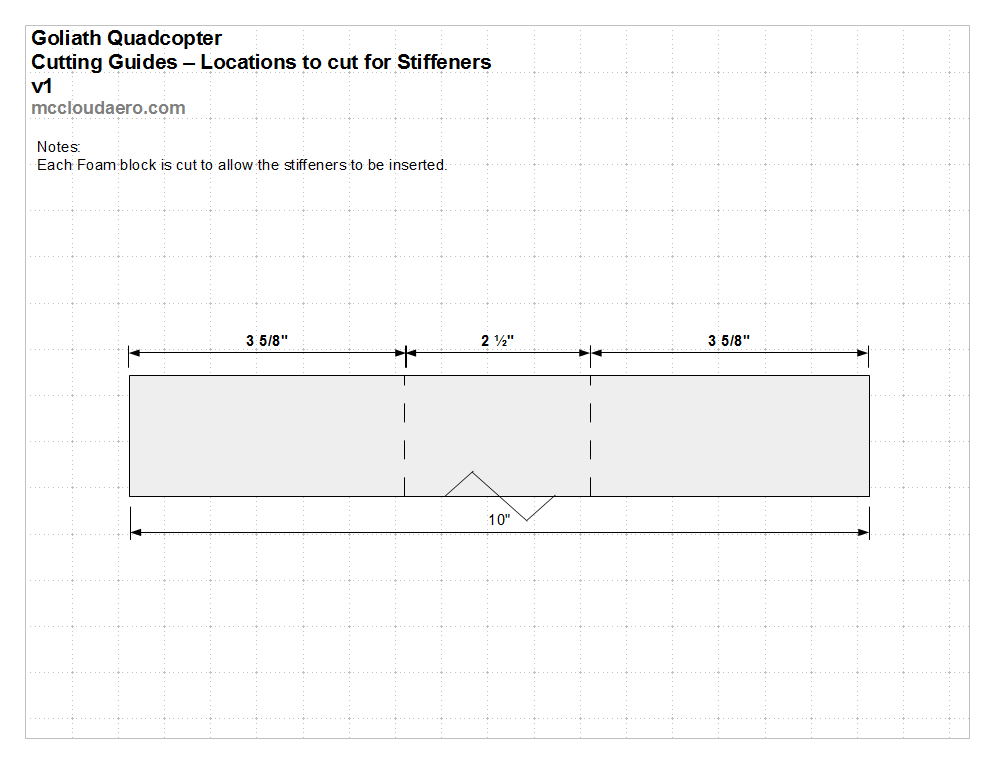 Goliath Quadcopter
Cutting Guides – Locations to cut for Stiffeners
v1
mccloudaero.com
Notes:
Each Foam block is cut to allow the stiffeners to be inserted.
3 5/8" 2 ½" 3 5/8"
10"